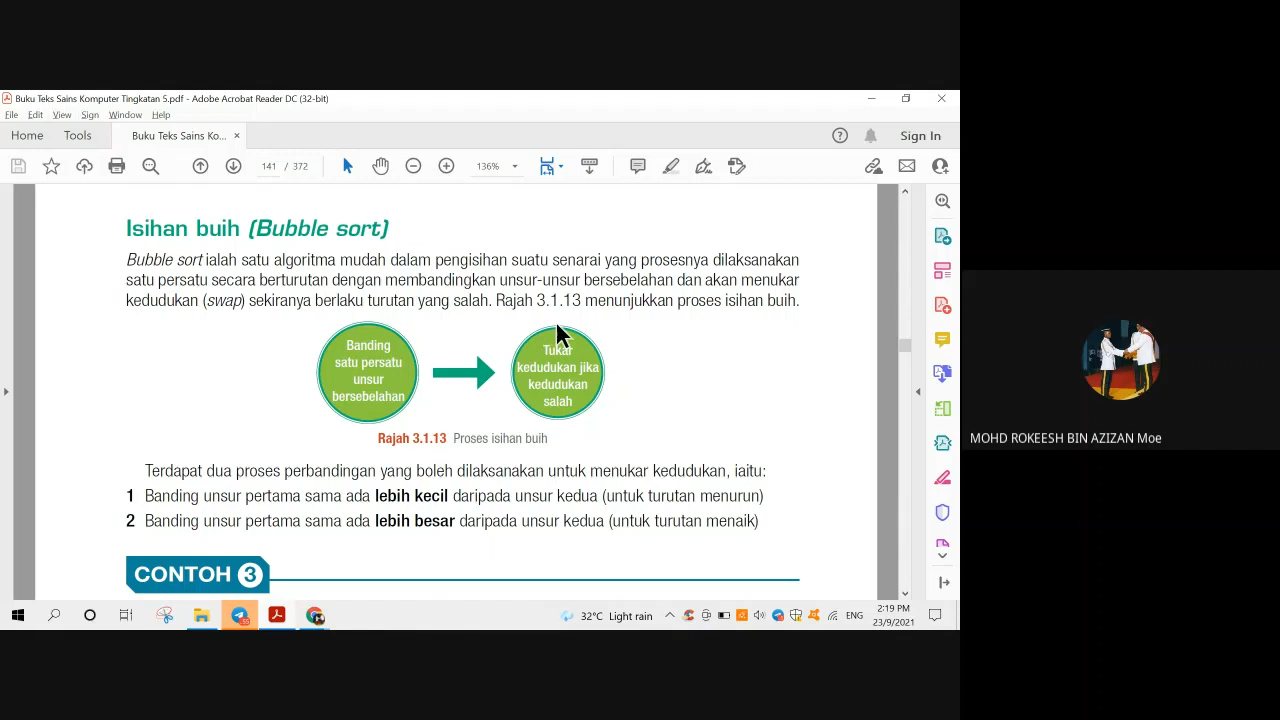 Buku Teks Sains Komputer Tingkatan 5.pdf - Adobe Acrobat Reader DC (32-bit)
File Edit View Sign Window Help
Home Tools Buku Teks Sains Ko... × Sign In
141 / 372 136%
Isihan buih (Bubble sort)
Bubble sort ialah satu algoritma mudah dalam pengisihan suatu senarai yang prosesnya dilaksanakan
satu persatu secara berturutan dengan membandingkan unsur-unsur bersebelahan dan akan menukar
kedudukan (swap) sekiranya berlaku turutan yang salah. Rajah 3.1.13 menunjukkan proses isihan buih.
Banding
satu persatu
unsur
bersebelahan
Tukar
kedudukan jika
kedudukan
salah
Rajah 3.1.13 Proses isihan buih
Terdapat dua proses perbandingan yang boleh dilaksanakan untuk menukar kedudukan, iaitu:
1 Banding unsur pertama sama ada lebih kecil daripada unsur kedua (untuk turutan menurun)
2 Banding unsur pertama sama ada lebih besar daripada unsur kedua (untuk turutan menaik)
CONTOH 3
MOHD ROKEESH BIN AZIZAN Moe
32°C Light rain ENG
2:19 PM
23/9/2021